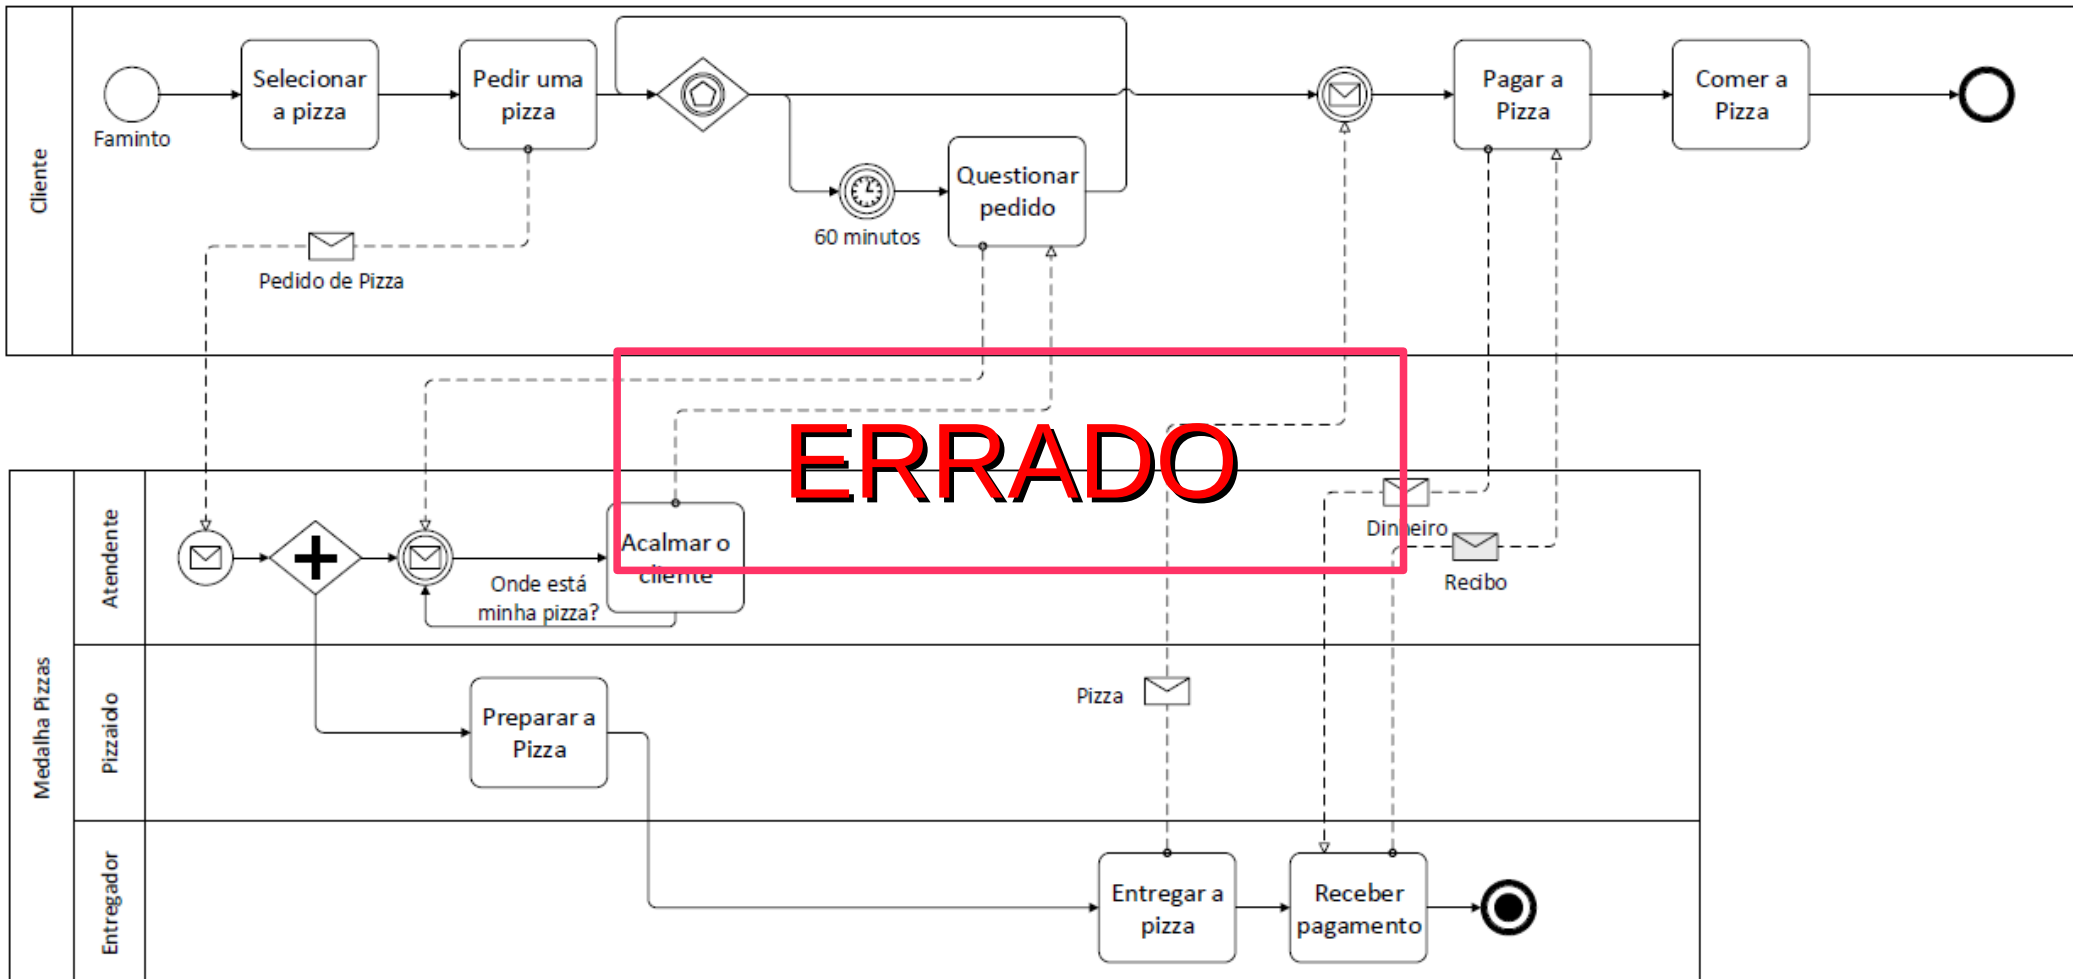 Cliente
Faminto
Selecionar
a pizza
Pedir uma
pizza
Pagar a
Pizza
Comer a
Pizza
Questionar
pedido
60 minutos
Pedido de Pizza
ERRADO
Medalha Pizzas
Atendente
Acalmar o
cliente
Onde está
minha pizza?
Dinheiro
Recibo
Pizzaiolo
Preparar a
Pizza
Pizza
Entregador
Entregar a
pizza
Receber
pagamento